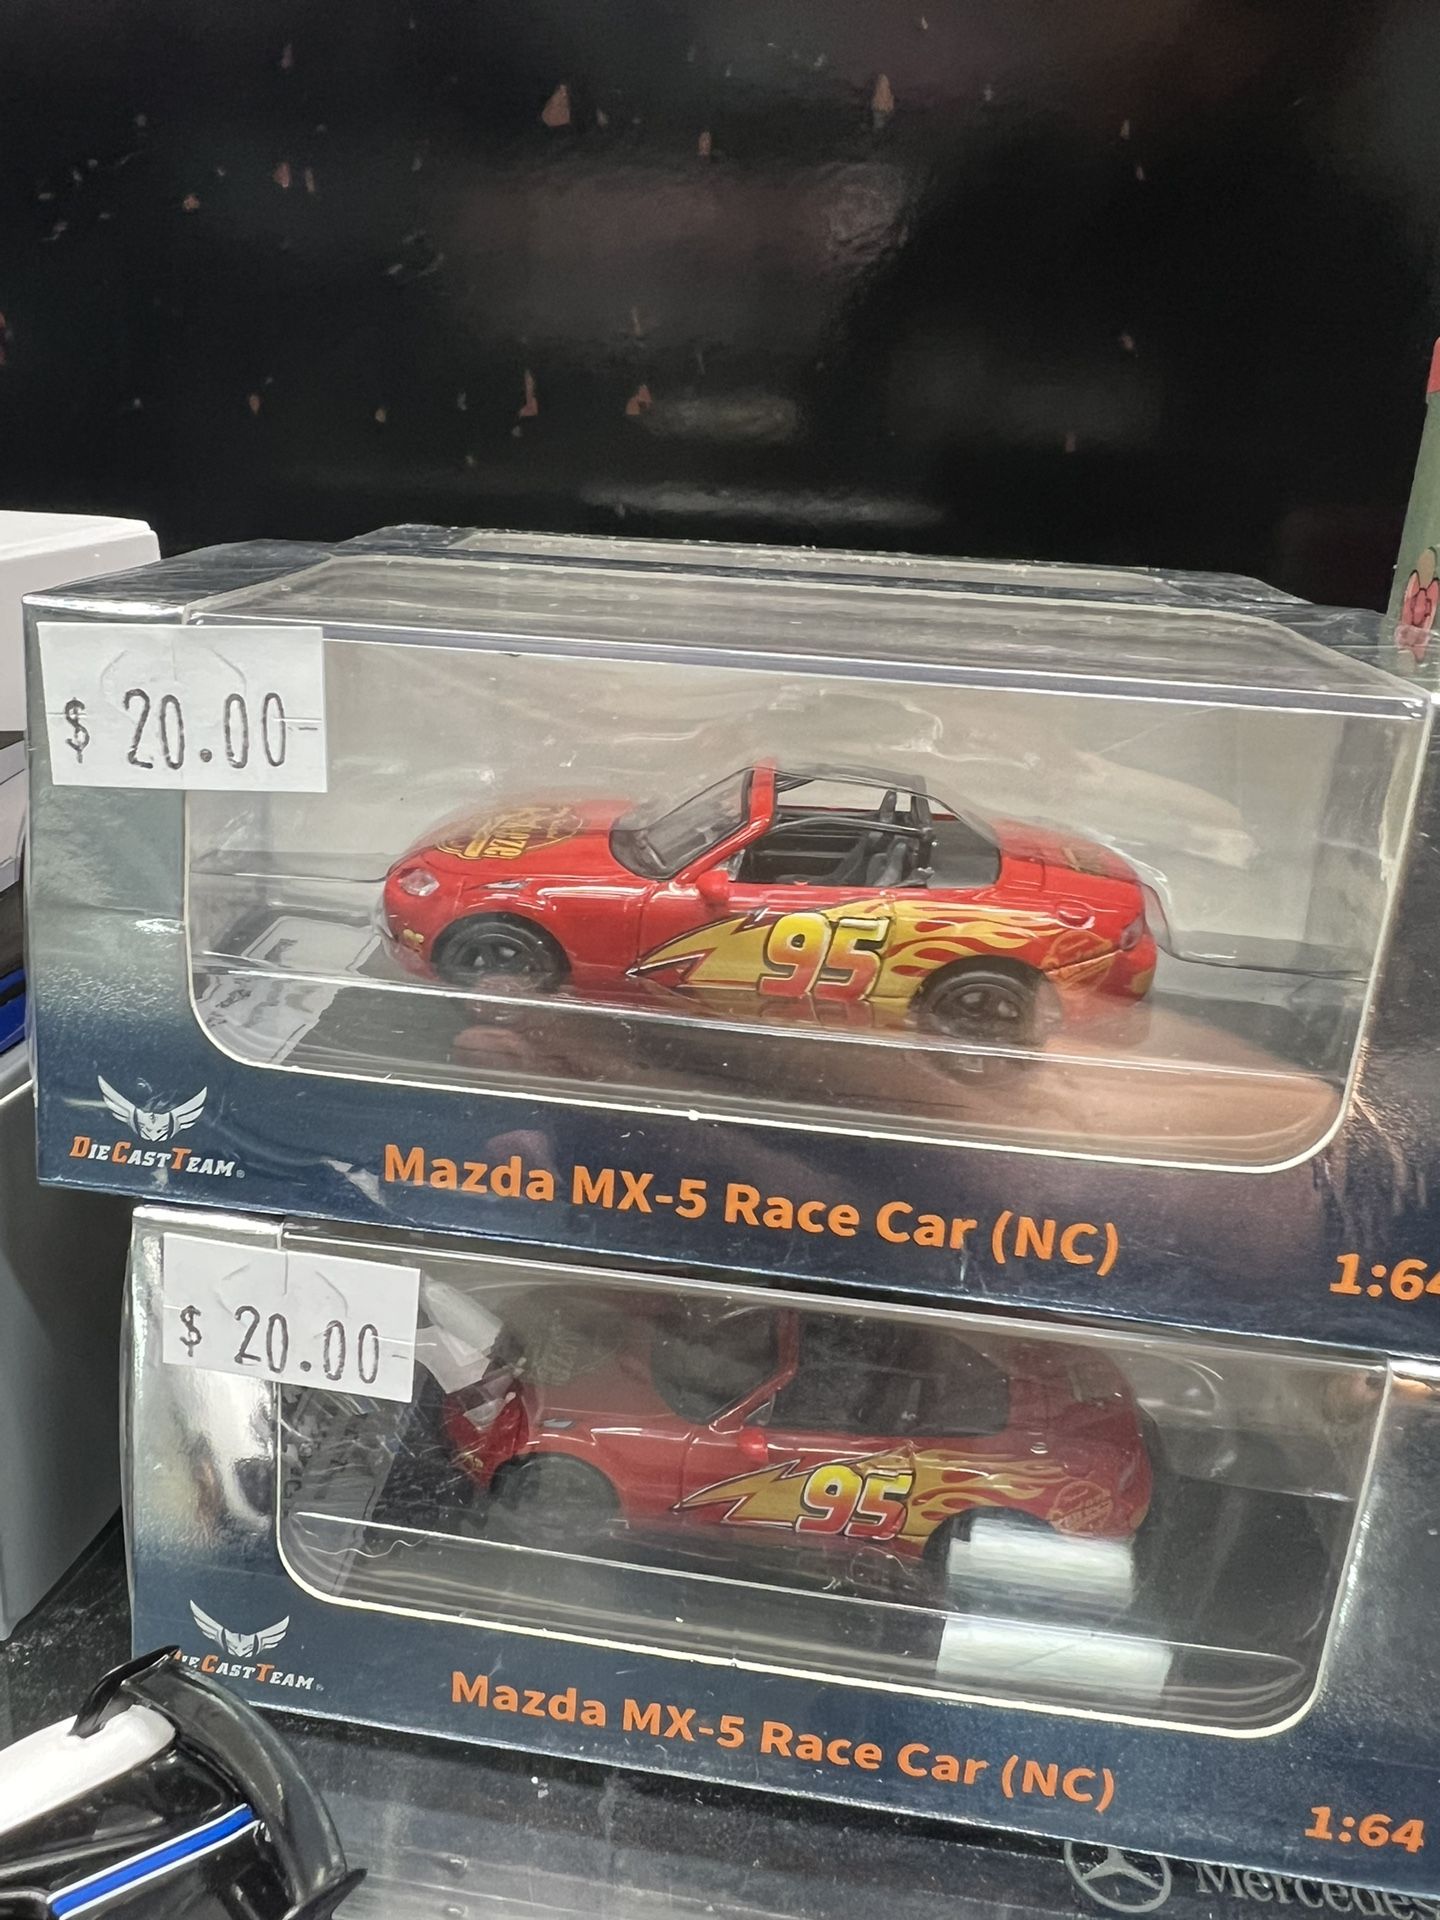 $ 20.00
95
DIECASTTEAM
Mazda MX-5 Race Car (NC)
1:64
$ 20.00
95
DIECASTTEAM
Mazda MX-5 Race Car (NC)
1:64
Mercedes